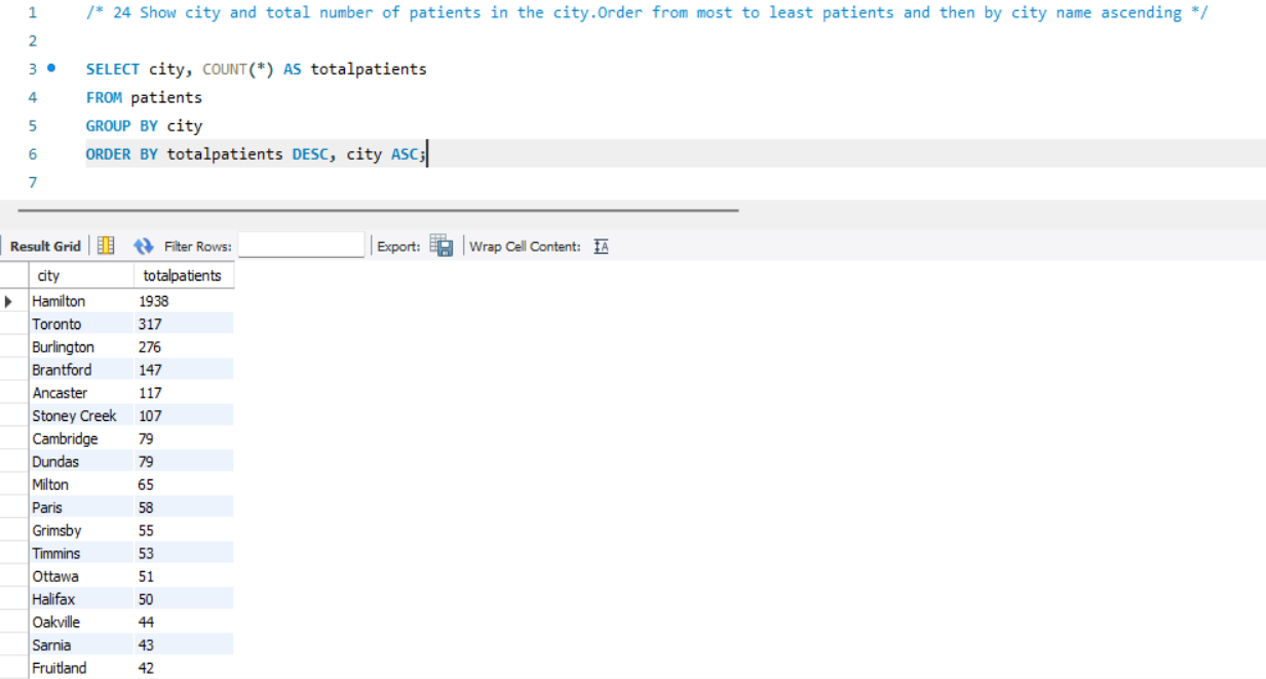 1 /* 24 Show city and total number of patients in the city.Order from most to least patients and then by city name ascending */
2
3 SELECT city, COUNT(*) AS totalpatients
4 FROM patients
5 GROUP BY city
6 ORDER BY totalpatients DESC, city ASC;
7
Result Grid Filter Rows: Export: Wrap Cell Content: IA
city totalpatients
Hamilton 1938
Toronto 317
Burlington 276
Brantford 147
Ancaster 117
Stoney Creek 107
Cambridge 79
Dundas 79
Milton 65
Paris 58
Grimsby 55
Timmins 53
Ottawa 51
Halifax 50
Oakville 44
Sarnia 43
Fruitland 42